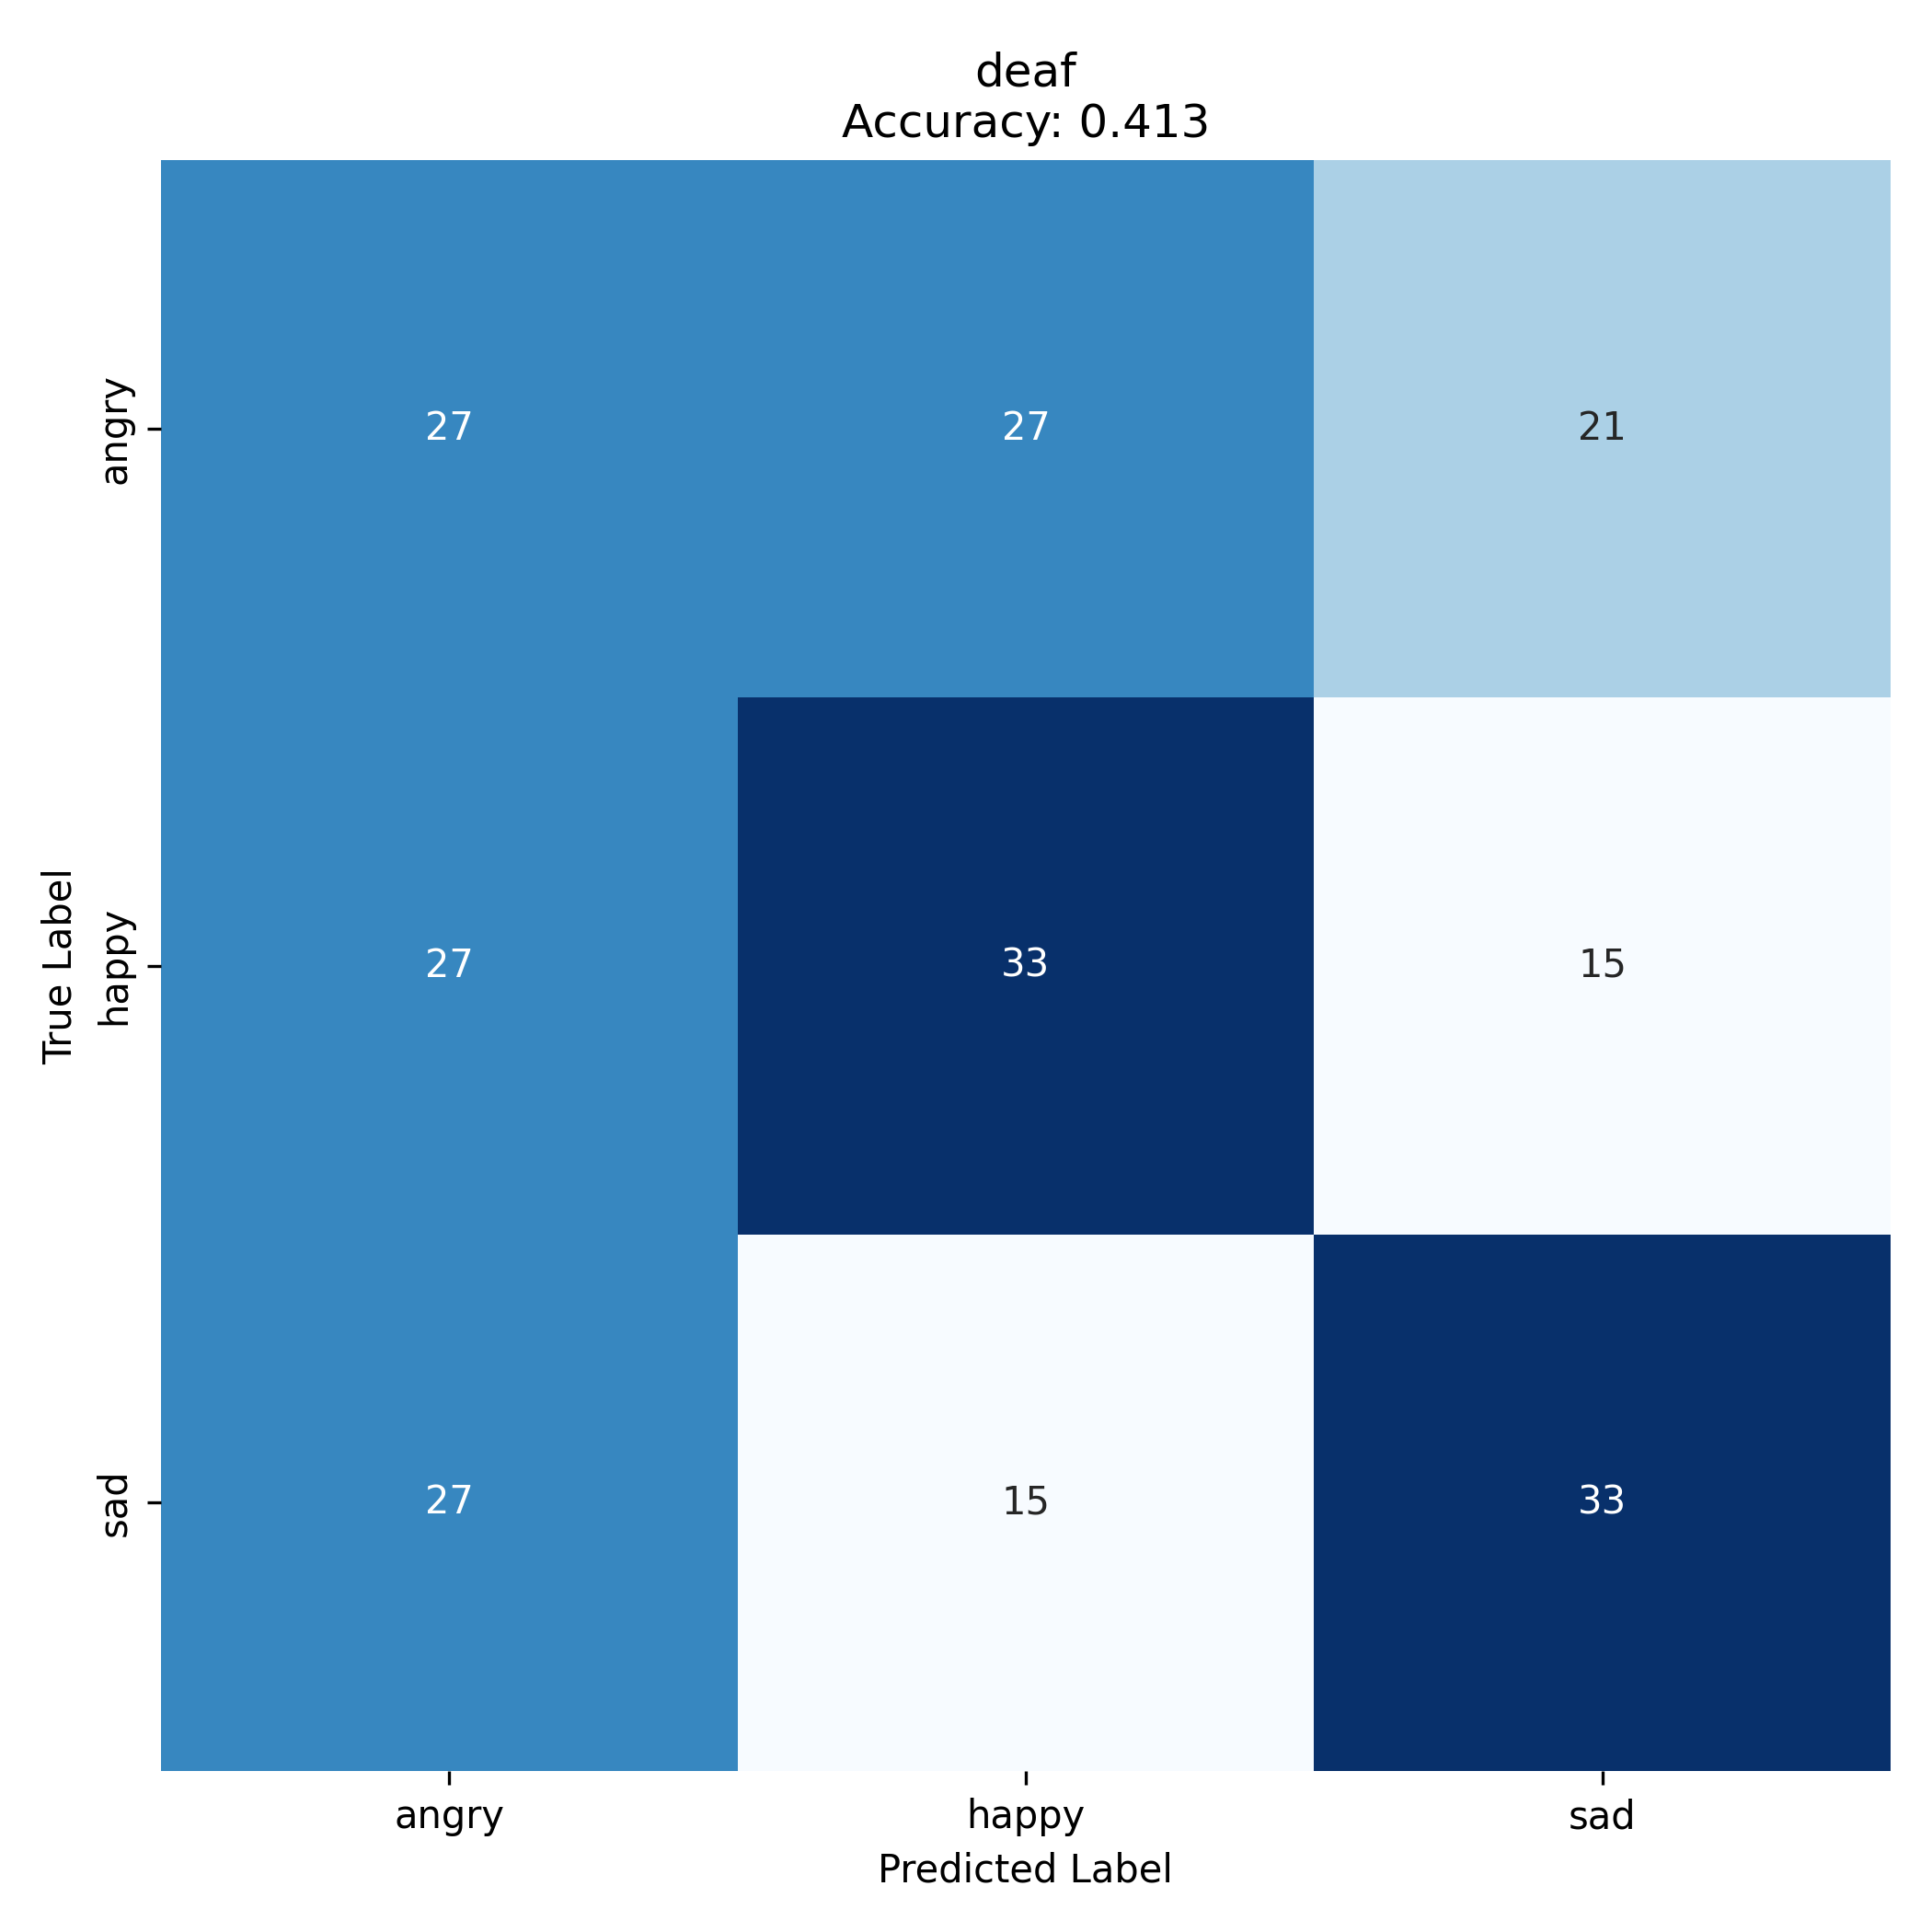 deaf
Accuracy: 0.413
True Label
angry
27
27
21
happy
27
33
15
sad
27
15
33
angry
happy
sad
Predicted Label